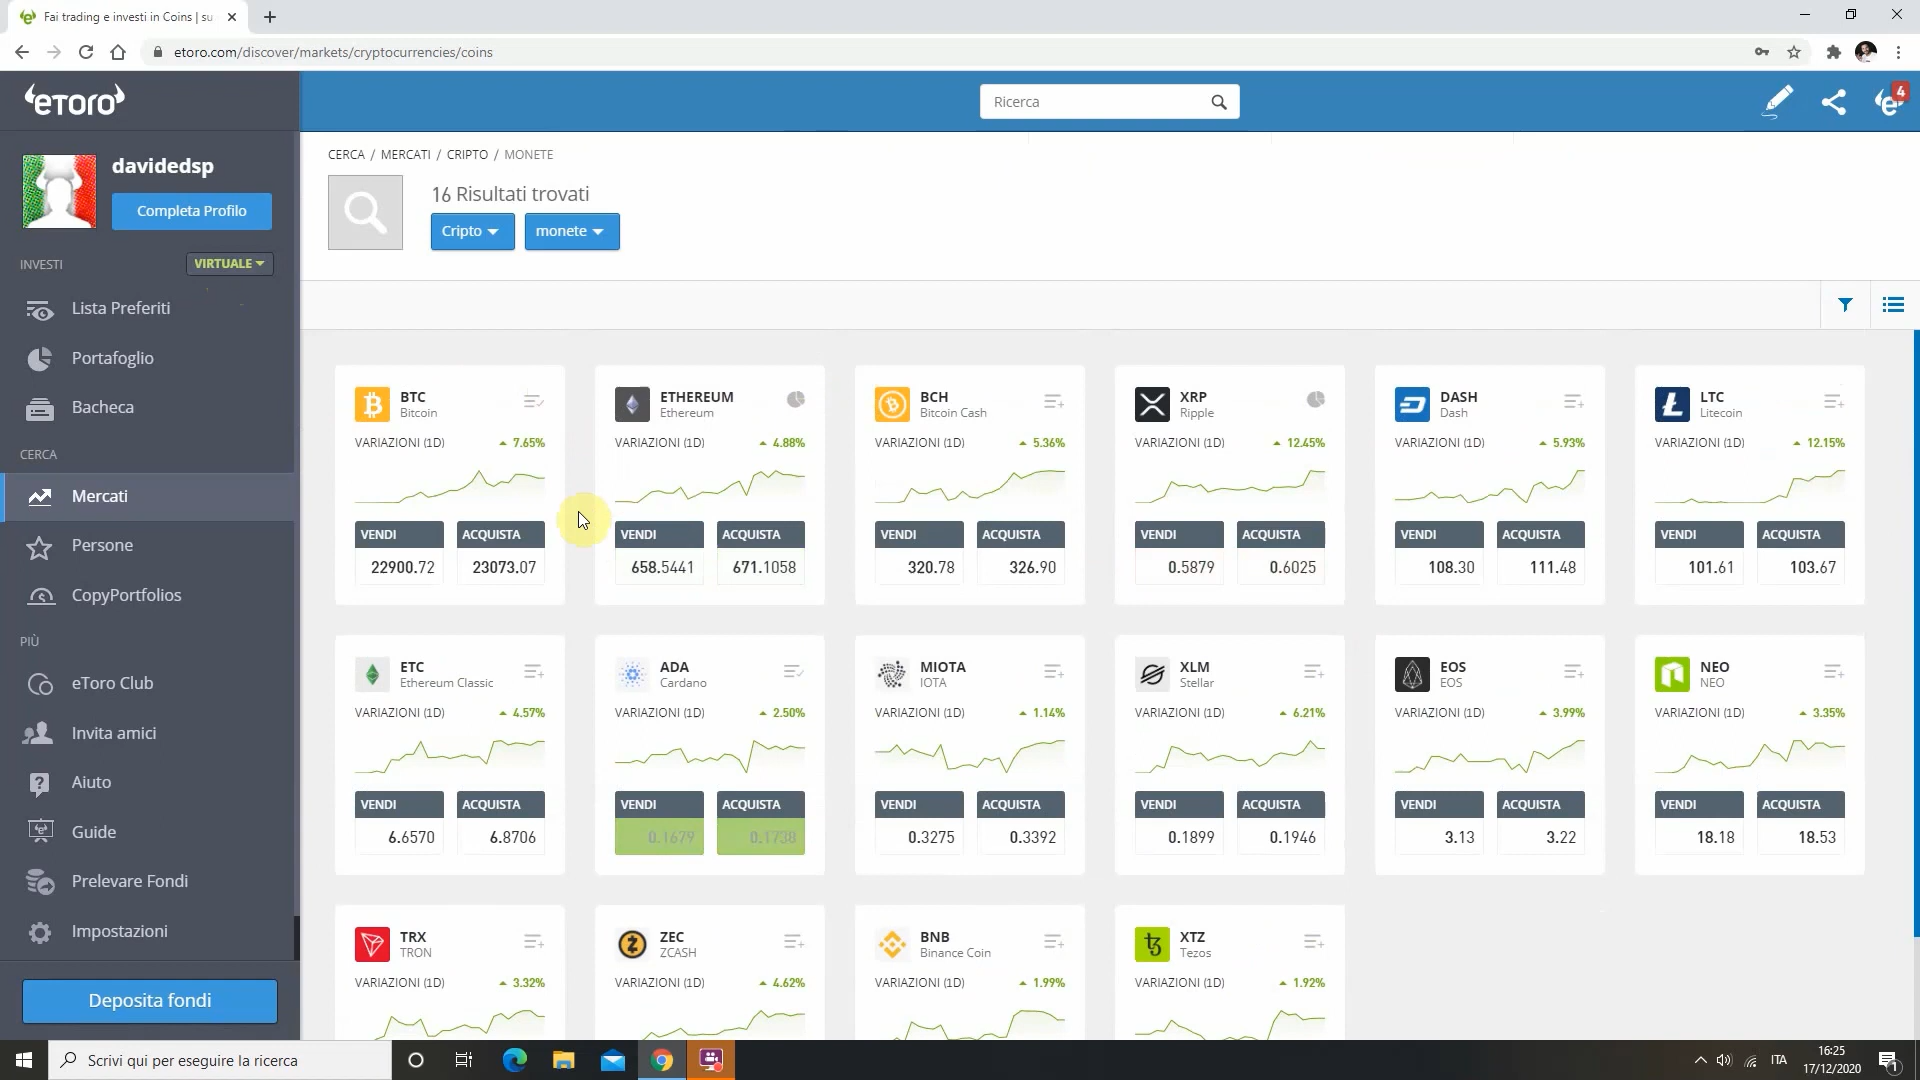 Fai trading e investi in Coins | su
etoro.com/discover/markets/cryptocurrencies/coins
eToro
Ricerca
4
davidedsp
Completa Profilo
INVESTI
VIRTUALE
Lista Preferiti
Portafoglio
Bacheca
CERCA
Mercati
Persone
CopyPortfolios
PIÙ
eToro Club
Invita amici
Aiuto
Guide
Prelevare Fondi
Impostazioni
Deposita fondi
CERCA / MERCATI / CRIPTO / MONETE
16 Risultati trovati
Cripto
monete
BTC
Bitcoin
VARIAZIONI (1D) 7.65%
VENDI ACQUISTA
22900.72 23073.07
ETHEREUM
Ethereum
VARIAZIONI (1D) 4.88%
VENDI ACQUISTA
658.5441 671.1058
BCH
Bitcoin Cash
VARIAZIONI (1D) 5.36%
VENDI ACQUISTA
320.78 326.90
XRP
Ripple
VARIAZIONI (1D) 12.45%
VENDI ACQUISTA
0.5879 0.6025
DASH
Dash
VARIAZIONI (1D) 5.93%
VENDI ACQUISTA
108.30 111.48
LTC
Litecoin
VARIAZIONI (1D) 12.15%
VENDI ACQUISTA
101.61 103.67
ETC
Ethereum Classic
VARIAZIONI (1D) 4.57%
VENDI ACQUISTA
6.6570 6.8706
ADA
Cardano
VARIAZIONI (1D) 2.50%
VENDI ACQUISTA
0.1679 0.1738
MIOTA
IOTA
VARIAZIONI (1D) 1.14%
VENDI ACQUISTA
0.3275 0.3392
XLM
Stellar
VARIAZIONI (1D) 6.21%
VENDI ACQUISTA
0.1899 0.1946
EOS
EOS
VARIAZIONI (1D) 3.99%
VENDI ACQUISTA
3.13 3.22
NEO
NEO
VARIAZIONI (1D) 3.35%
VENDI ACQUISTA
18.18 18.53
TRX
TRON
VARIAZIONI (1D) 3.32%
ZEC
ZCASH
VARIAZIONI (1D) 4.62%
BNB
Binance Coin
VARIAZIONI (1D) 1.99%
XTZ
Tezos
VARIAZIONI (1D) 1.92%
Scrivi qui per eseguire la ricerca
ITA
16:25
17/12/2020
1